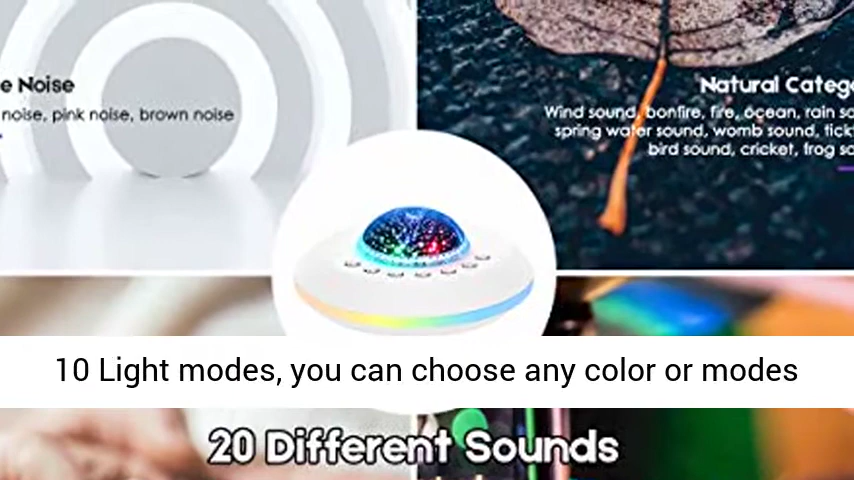 e Noise
noise, pink noise, brown noise
Natural Catego
Wind sound, bonfire, fire, ocean, rain so
spring water sound, womb sound, tick
bird sound, cricket, frog so
10 Light modes, you can choose any color or modes
20 Different Sounds